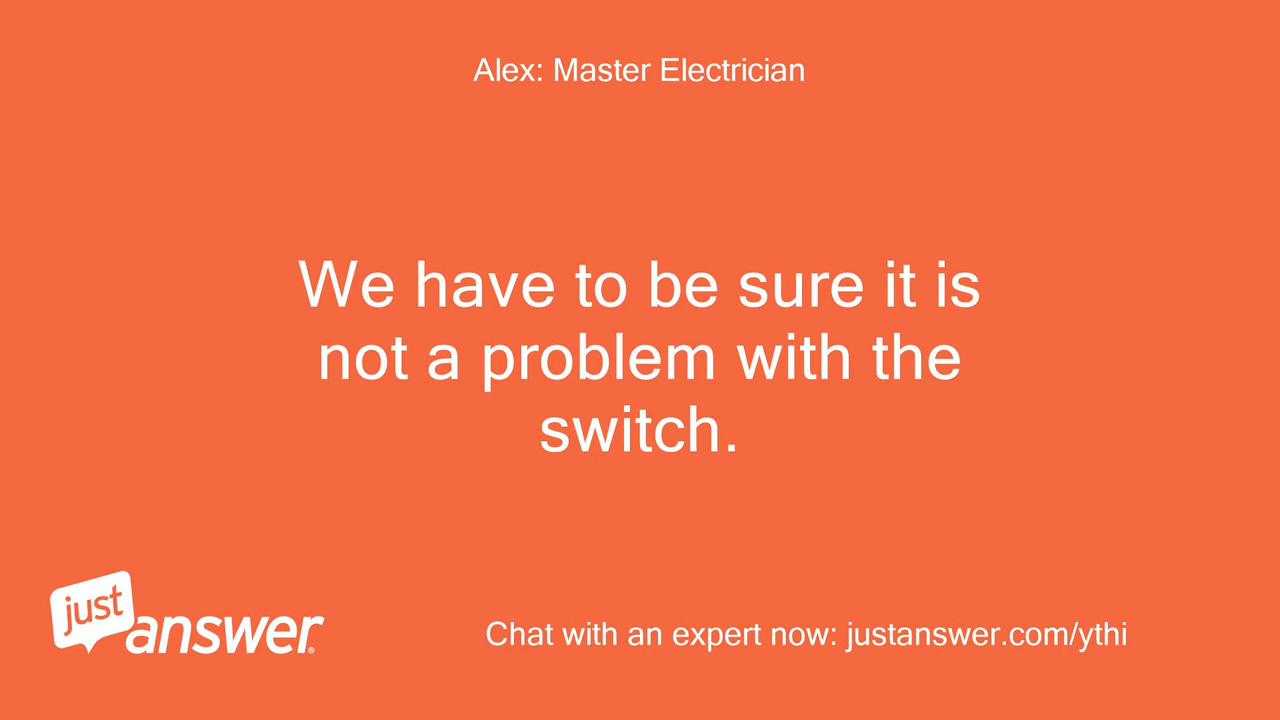 Alex: Master Electrician
We have to be sure it is
not a problem with the
switch.
just
answer®
Chat with an expert now: justanswer.com/ythi